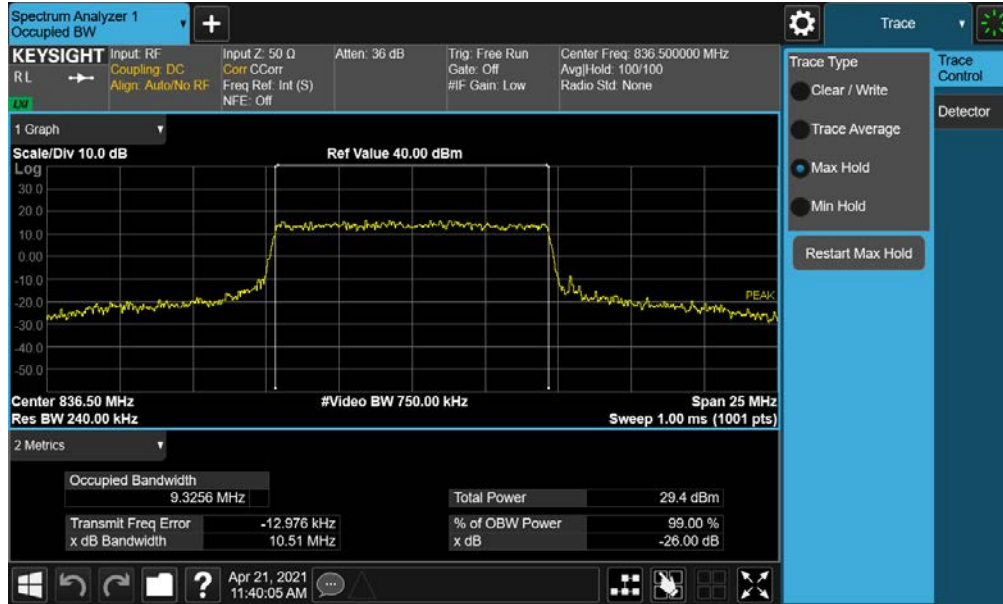 Spectrum Analyzer 1
Occupied BW
Trace
KEYSIGHT
RL
LXI
Input: RF
Coupling: DC
Align: Auto/No RF
Input Z: 50 Ω
Corr CCorr
Freq Ref: Int (S)
NFE: Off
Atten: 36 dB
Trig: Free Run
Gate: Off
#IF Gain: Low
Center Freq: 836.500000 MHz
Avg|Hold: 100/100
Radio Std: None
Trace Type
Clear / Write
Trace Average
Max Hold
Min Hold
Restart Max Hold
Trace
Control
Detector
1 Graph
Scale/Div 10.0 dB
Ref Value 40.00 dBm
Log
30.0
20.0
10.0
0.00
-10.0
-20.0
-30.0
-40.0
-50.0
PEAK
Center 836.50 MHz
#Video BW 750.00 kHz
Span 25 MHz
Res BW 240.00 kHz
Sweep 1.00 ms (1001 pts)
2 Metrics
Occupied Bandwidth
9.3256 MHz
Total Power 29.4 dBm
Transmit Freq Error -12.976 kHz
% of OBW Power 99.00 %
x dB Bandwidth 10.51 MHz
x dB -26.00 dB
?
Apr 21, 2021
11:40:05 AM